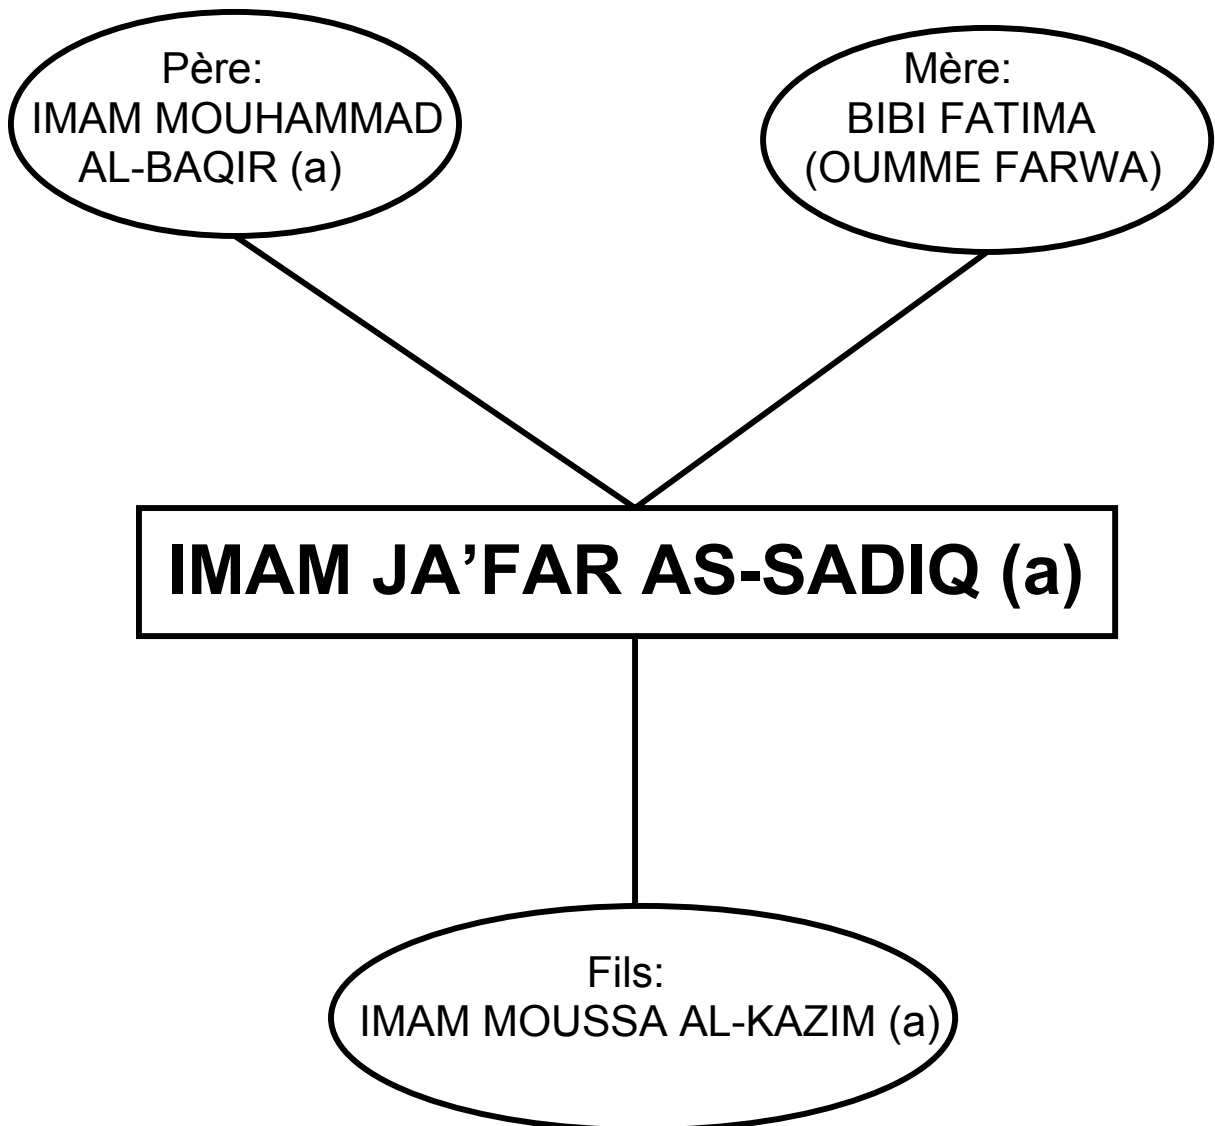 Père:
IMAM MOUHAMMAD
AL-BAQIR (a)
Mère:
BIBI FATIMA
(OUMME FARWA)
IMAM JA’FAR AS-SADIQ (a)
Fils:
IMAM MOUSSA AL-KAZIM (a)